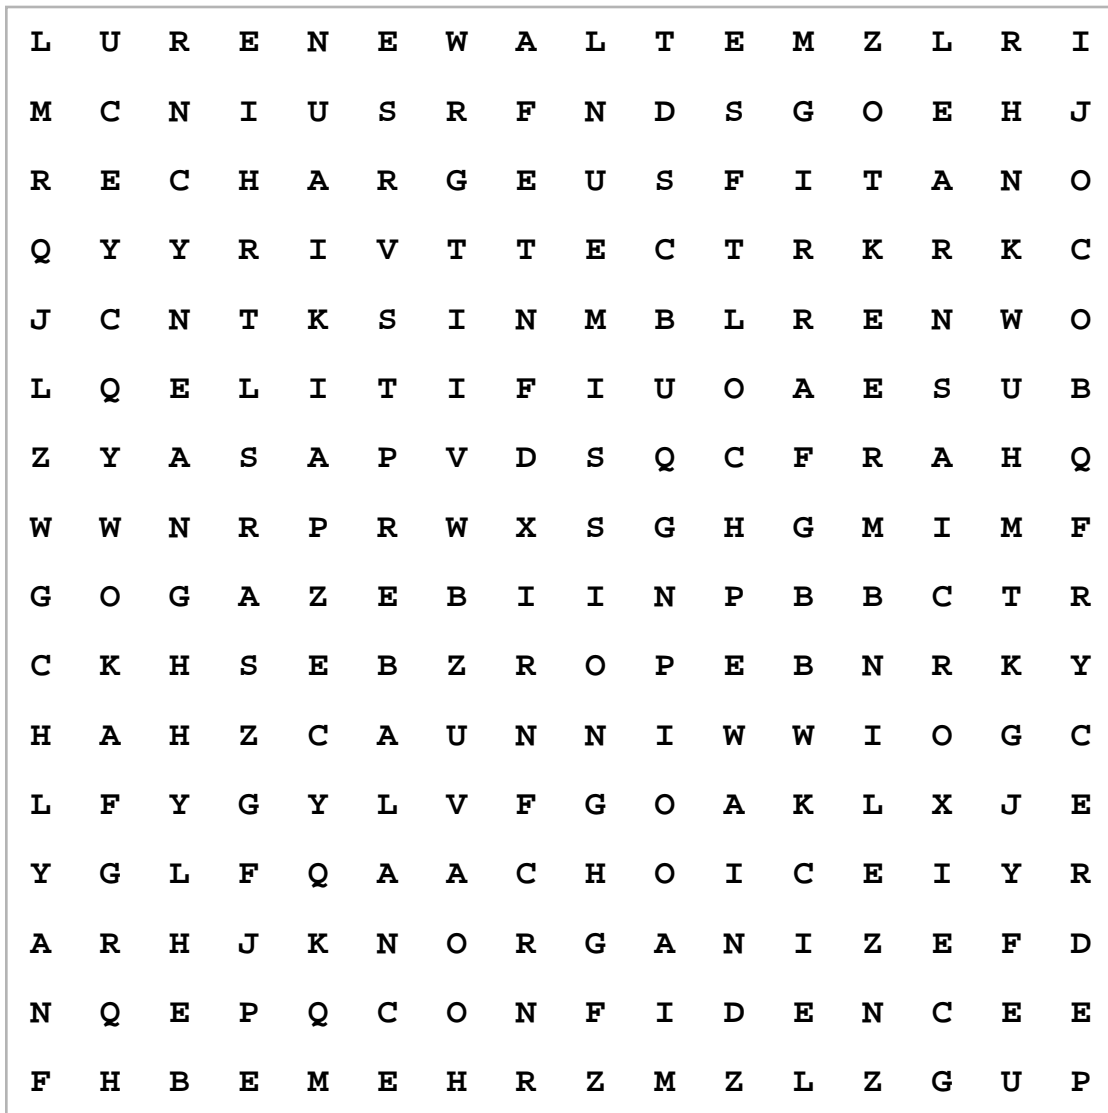 L U R E N E W A L T E M Z L R I
M C N I U S R F N D S G O E H J
R E C H A R G E U S F I T A N O
Q Y Y R I V T T E C T R K R K C
J C N T K S I N M B L R E N W O
L Q E L I T I F I U O A E S U B
Z Y A S A P V D S Q C F R A H Q
W W N R P R W X S G H G M I M F
G O G A Z E B I I N P B B C T R
C K H S E B Z R O P E B N R K Y
H A H Z C A U N N I W W I O G C
L F Y G Y L V F G O A K L X J E
Y G L F Q A A C H O I C E I Y R
A R H J K N O R G A N I Z E F D
N Q E P Q C O N F I D E N C E E
F H B E M E H R Z M Z L Z G U P